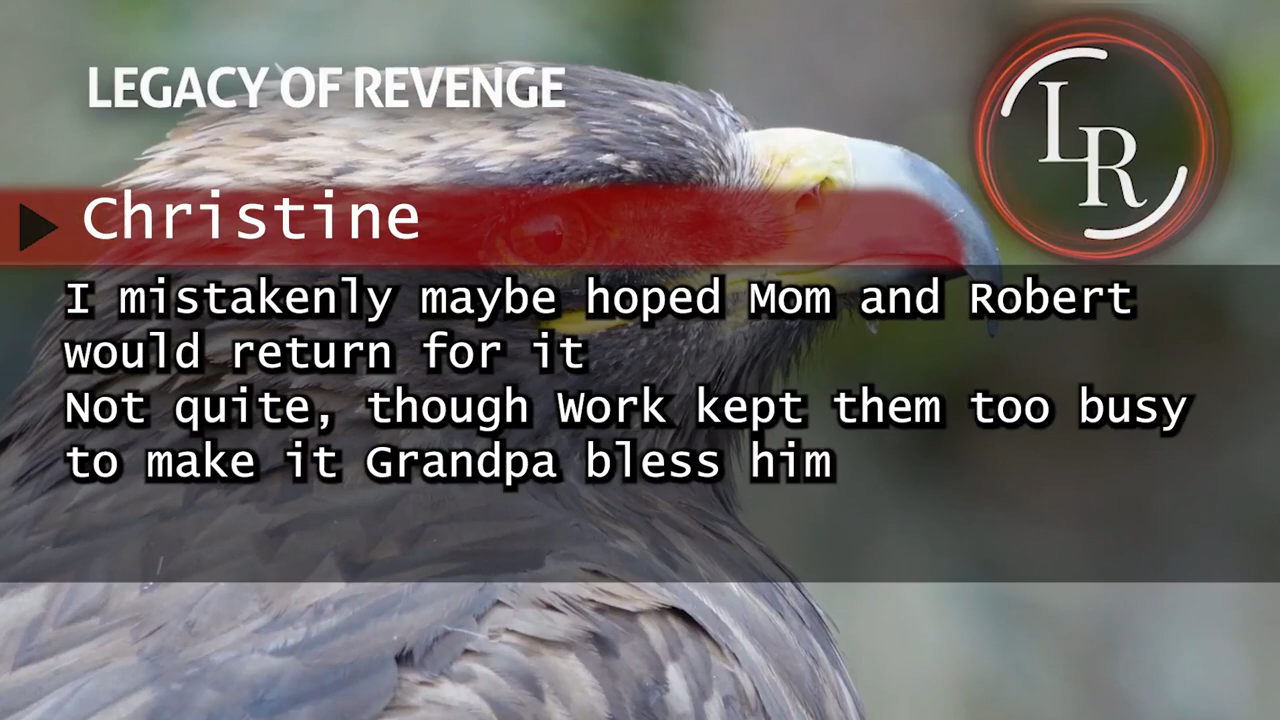 LEGACY OF REVENGE
LR
Christine
I mistakenly maybe hoped Mom and Robert
would return for it
Not quite, though Work kept them too busy
to make it Grandpa bless him